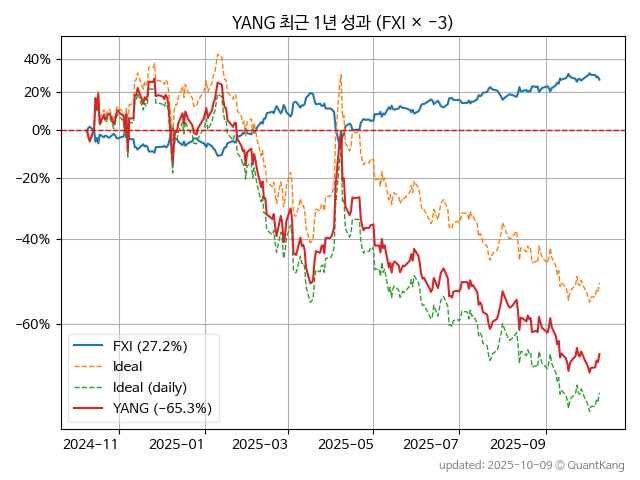 YANG 최근 1년 성과 (FXI × −3)
40%
20%
0%
−20%
−40%
−60%
FXI (27.2%)
Ideal
Ideal (daily)
YANG (−65.3%)
2024−11 2025−01 2025−03 2025−05 2025−07 2025−09
updated: 2025-10-09 © QuantKang